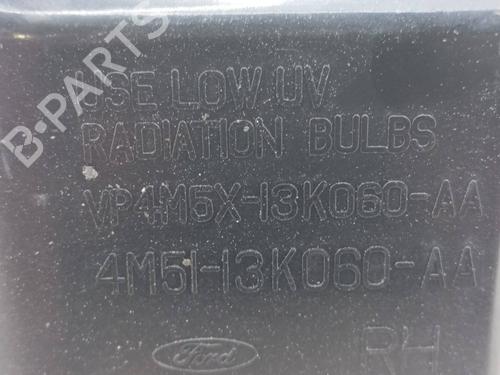 B-PARTS
USE LOW UV
RADIATION BULBS
VP4M5X-13K060-AA
4M51-13K060-AA
Ford RH